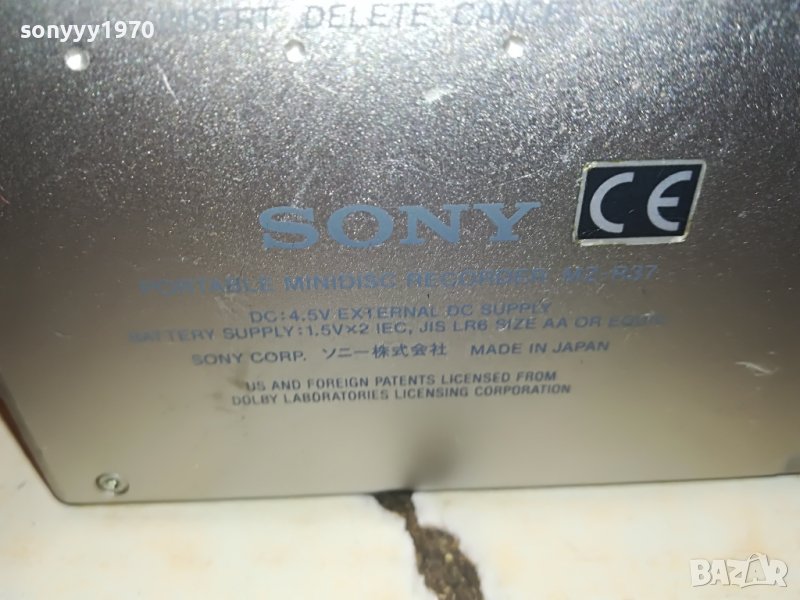 sonyyy1970
INSERT DELETE
SONY
CE
PORTABLE MINIDISC RECORDER MZ-R37
DC:4.5V EXTERNAL DC SUPPLY
BATTERY SUPPLY:1.5V×2 IEC, JIS LR6 SIZE AA OR EQUIV
SONY CORP. ソニー株式会社 MADE IN JAPAN
US AND FOREIGN PATENTS LICENSED FROM
DOLBY LABORATORIES LICENSING CORPORATION
BAZAR